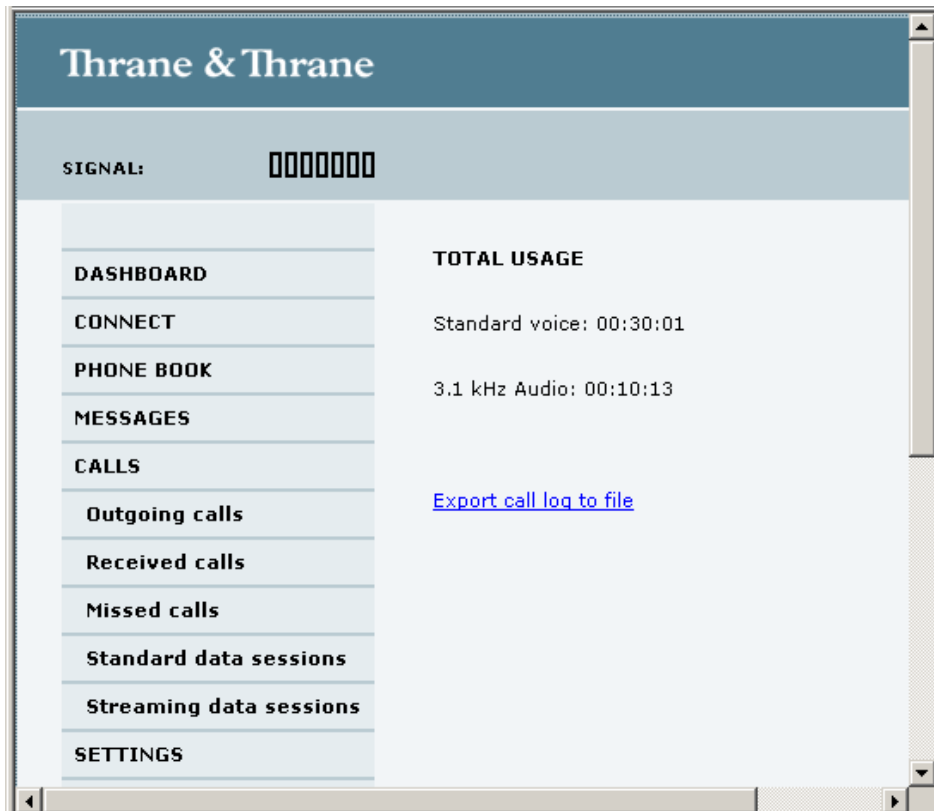 Thrane & Thrane
SIGNAL:
DASHBOARD
CONNECT
PHONE BOOK
MESSAGES
CALLS
Outgoing calls
Received calls
Missed calls
Standard data sessions
Streaming data sessions
SETTINGS
TOTAL USAGE
Standard voice: 00:30:01
3.1 kHz Audio: 00:10:13
Export call log to file